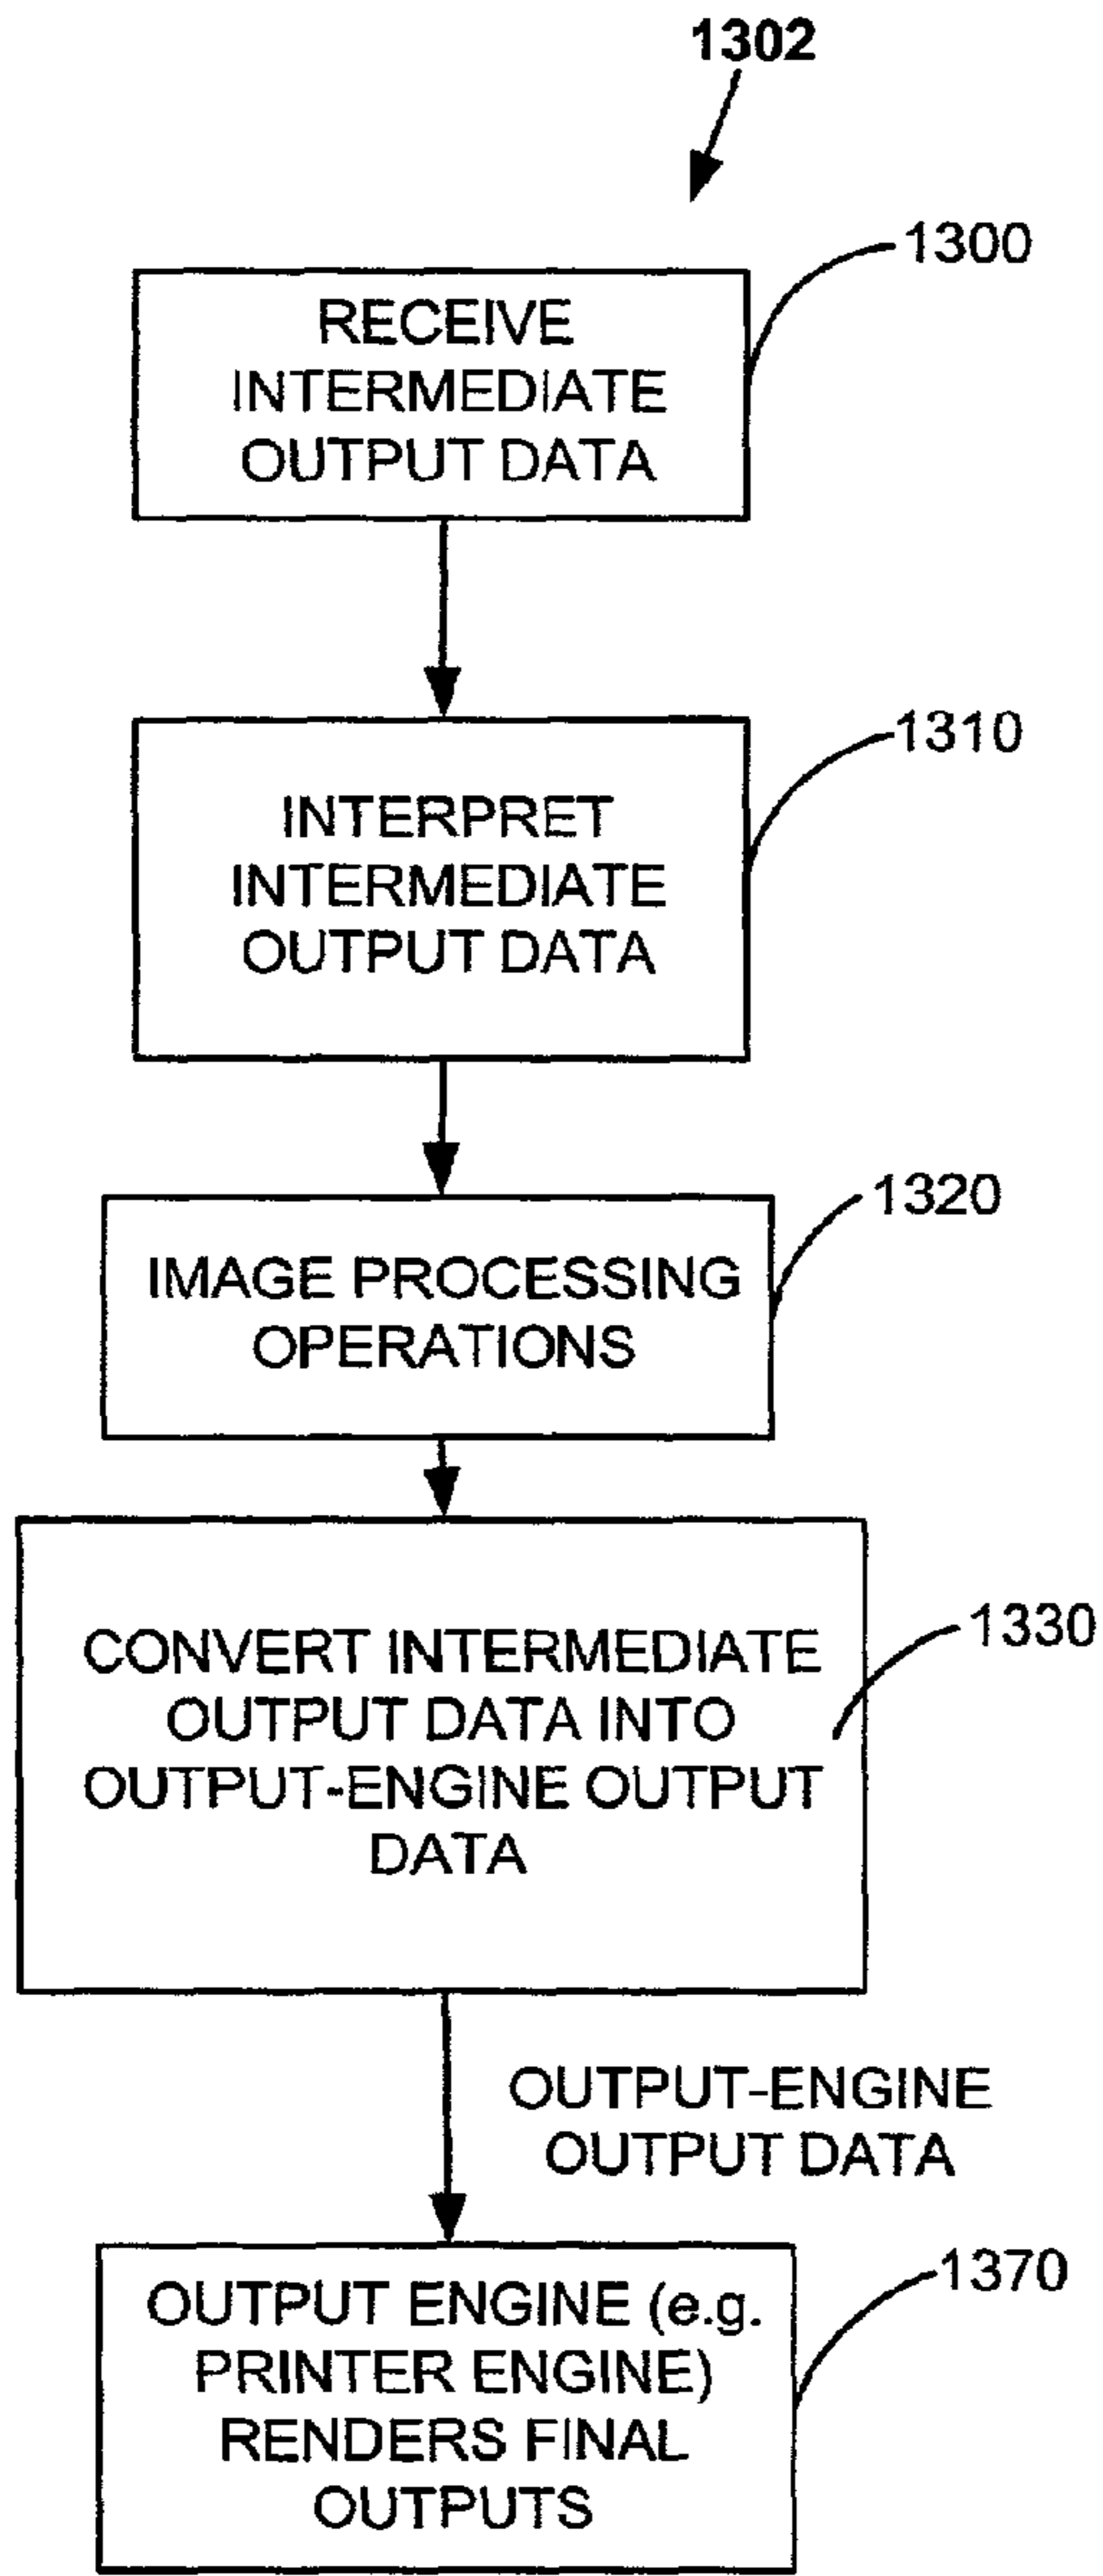 1302
1300
RECEIVE
INTERMEDIATE
OUTPUT DATA
1310
INTERPRET
INTERMEDIATE
OUTPUT DATA
1320
IMAGE PROCESSING
OPERATIONS
1330
CONVERT INTERMEDIATE
OUTPUT DATA INTO
OUTPUT-ENGINE OUTPUT
DATA
OUTPUT-ENGINE
OUTPUT DATA
1370
OUTPUT ENGINE (e.g.
PRINTER ENGINE)
RENDERS FINAL
OUTPUTS